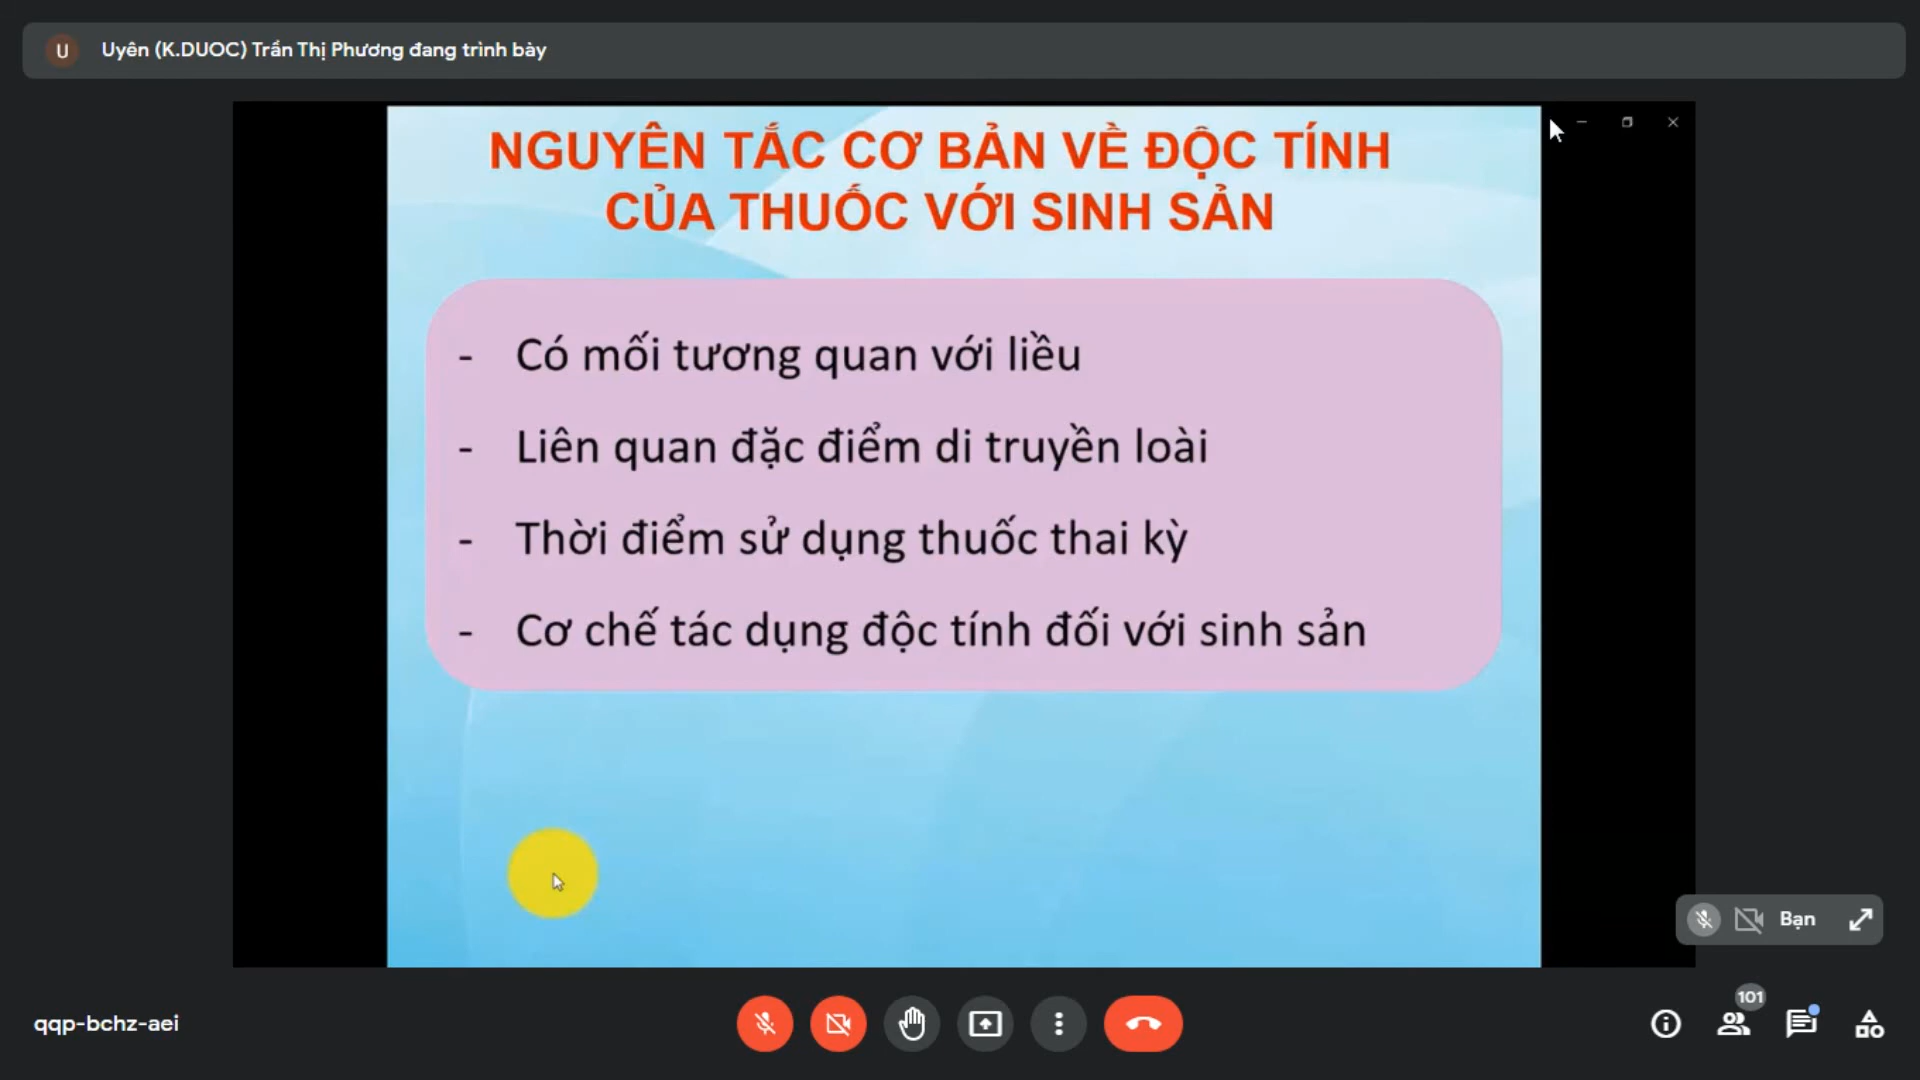 U
Uyên (K.DUOC) Trần Thị Phương đang trình bày
NGUYÊN TẮC CƠ BẢN VỀ ĐỘC TÍNH
CỦA THUỐC VỚI SINH SẢN
- Có mối tương quan với liều
- Liên quan đặc điểm di truyền loài
- Thời điểm sử dụng thuốc thai kỳ
- Cơ chế tác dụng độc tính đối với sinh sản
Bạn
qqp-bchz-aei
101